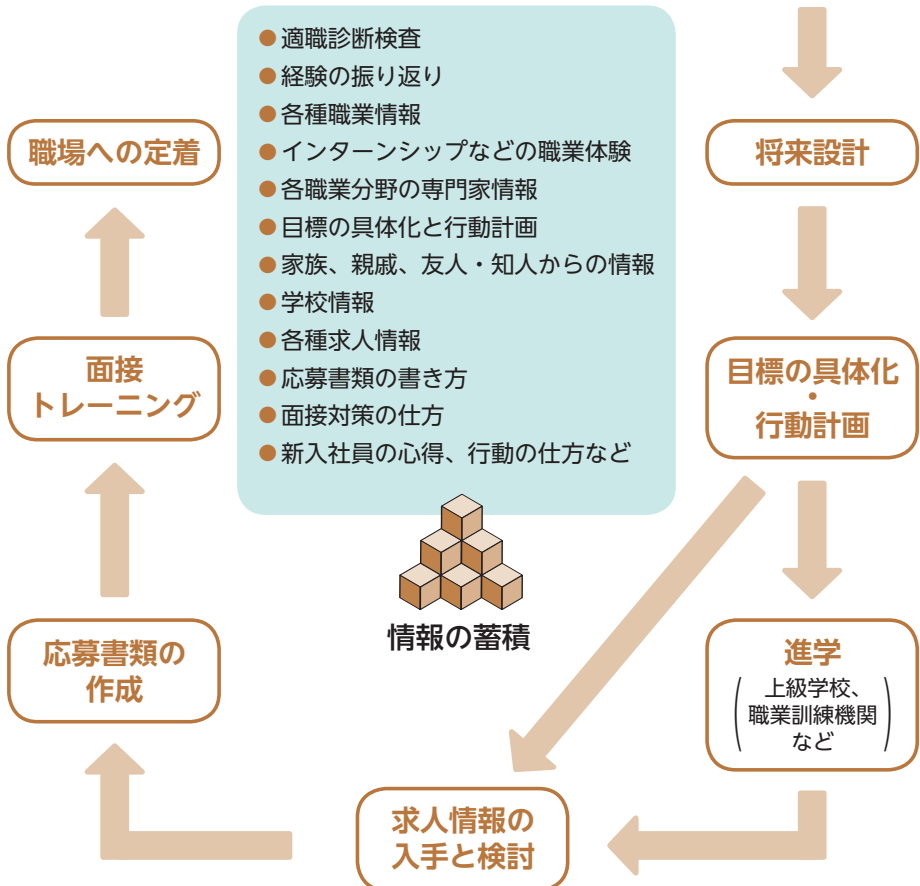 ● 適職診断検査
● 経験の振り返り
● 各種職業情報
● インターンシップなどの職業体験
● 各職業分野の専門家情報
● 目標の具体化と行動計画
● 家族、親戚、友人・知人からの情報
● 学校情報
● 各種求人情報
● 応募書類の書き方
● 面接対策の仕方
● 新入社員の心得、行動の仕方など
情報の蓄積
将来設計
目標の具体化
・
行動計画
進学
(上級学校、
職業訓練機関
など)
求人情報の
入手と検討
応募書類の
作成
面接
トレーニング
職場への定着